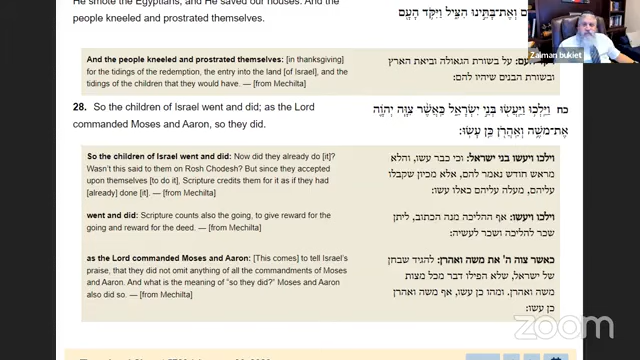 He smote the Egyptians, and He saved our houses. And the
people kneeled and prostrated themselves.
וְאֶת־בָּתֵּ֣ינוּ הִצִּ֑יל וַיִּקֹּ֥ד הָעָ֖ם
And the people kneeled and prostrated themselves: [in thanksgiving]
for the tidings of the redemption, the entry into the land [of Israel], and the
tidings of the children that they would have. — [from Mechilta]
העם: על בשורת הגאולה וביאת הארץ
ובשורת הבנים שיהיו להם:
28. So the children of Israel went and did; as the Lord
commanded Moses and Aaron, so they did.
כח וַיֵּלְכ֥וּ וַיַּֽעֲשׂ֖וּ בְּנֵ֣י יִשְׂרָאֵ֑ל כַּֽאֲשֶׁ֨ר צִוָּ֧ה יְהֹוָ֛ה
אֶת־משֶׁ֥ה וְאַֽהֲרֹ֖ן כֵּ֥ן עָשֽׂוּ:
So the children of Israel went and did: Now did they already do [it]?
Wasn't this said to them on Rosh Chodesh? But since they accepted
upon themselves [to do it], Scripture credits them for it as if they had
[already] done [it]. — [from Mechilta]
וילכו ויעשו בני ישראל: וכי כבר עשו, והלא
מראש חודש נאמר להם, אלא מכיון שקבלו
עליהם, מעלה עליהם כאלו עשו:
went and did: Scripture counts also the going, to give reward for the
going and reward for the deed. — [from Mechilta]
וילכו ויעשו: אף ההליכה מנה הכתוב, ליתן
שכר להליכה ושכר לעשיה:
as the Lord commanded Moses and Aaron: [This comes] to tell Israel's
praise, that they did not omit anything of all the commandments of Moses
and Aaron. And what is the meaning of "so they did?" Moses and Aaron
also did so. — [from Mechilta]
כאשר צוה ה' את משה ואהרן: להגיד שבחן
של ישראל, שלא הפילו דבר מכל מצות
משה ואהרן. ומהו כן עשו, אף משה ואהרן
כן עשו:
Zalman bukiet
zoom